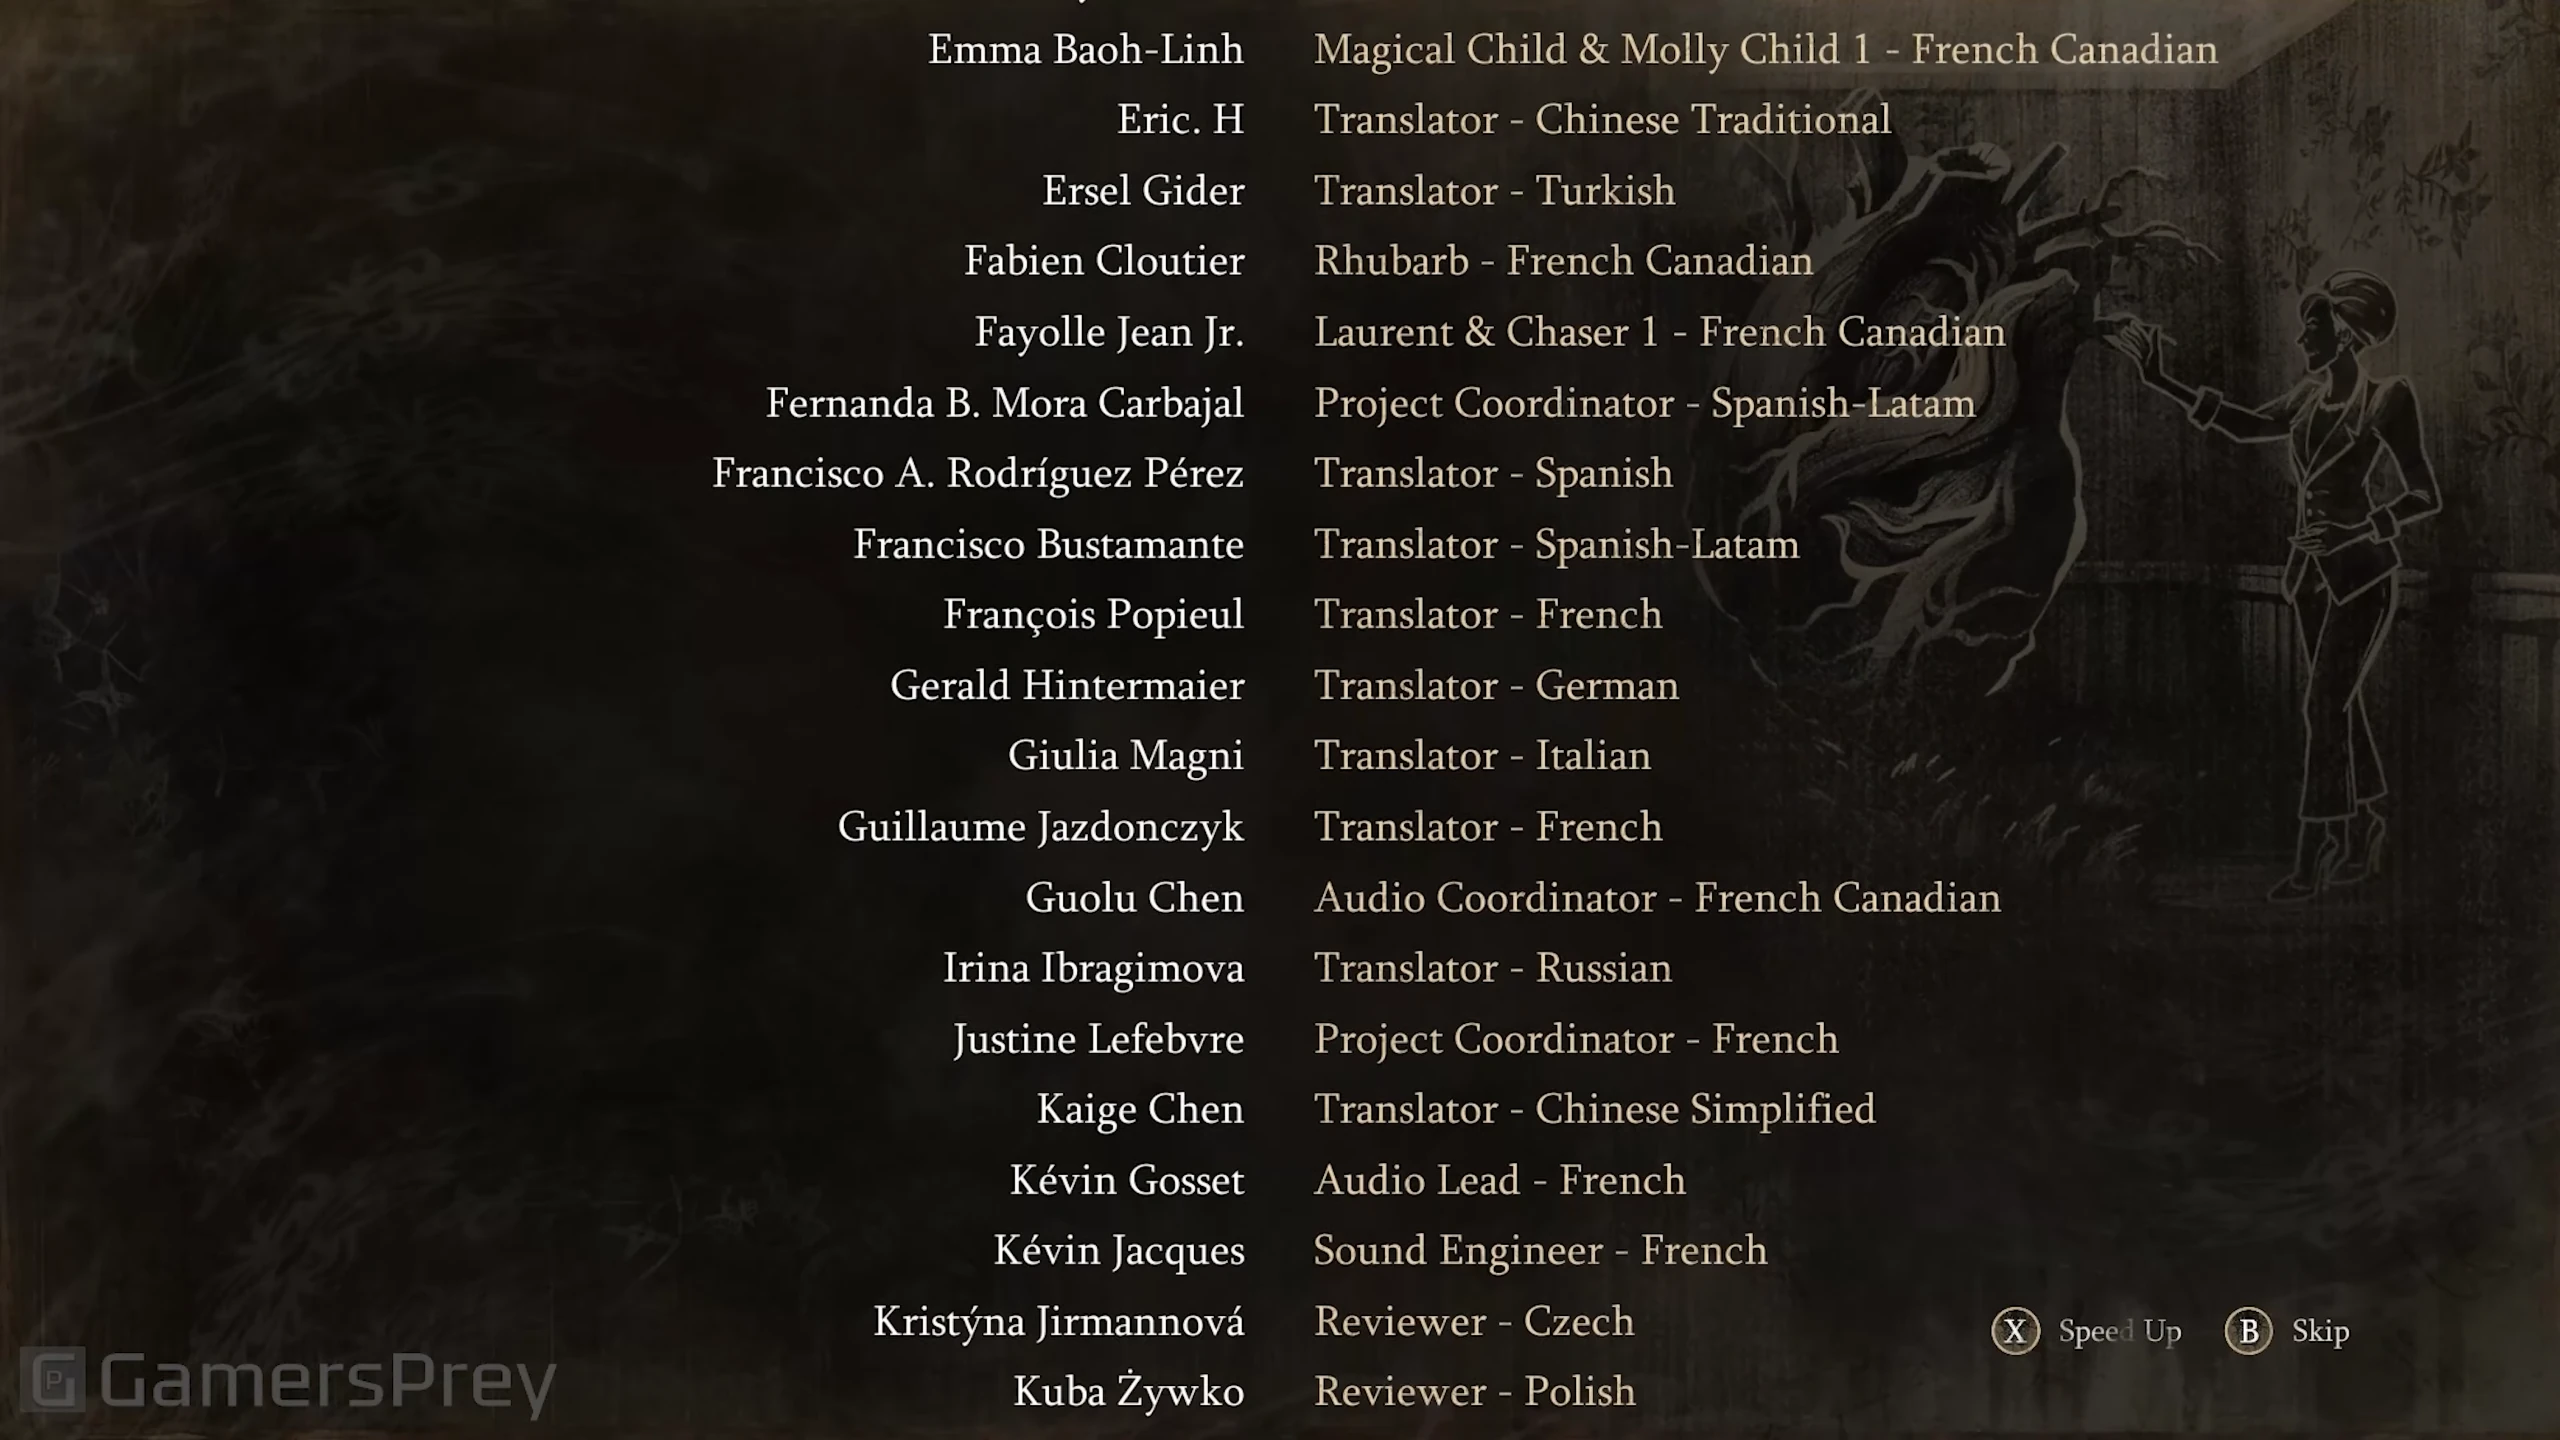 Emma Baoh-Linh Magical Child & Molly Child 1 - French Canadian
Eric. H Translator - Chinese Traditional
Ersel Gider Translator - Turkish
Fabien Cloutier Rhubarb - French Canadian
Fayolle Jean Jr. Laurent & Chaser 1 - French Canadian
Fernanda B. Mora Carbajal Project Coordinator - Spanish-Latam
Francisco A. Rodríguez Pérez Translator - Spanish
Francisco Bustamante Translator - Spanish-Latam
François Popieul Translator - French
Gerald Hintermaier Translator - German
Giulia Magni Translator - Italian
Guillaume Jazdonczyk Translator - French
Guolu Chen Audio Coordinator - French Canadian
Irina Ibragimova Translator - Russian
Justine Lefebvre Project Coordinator - French
Kaige Chen Translator - Chinese Simplified
Kévin Gosset Audio Lead - French
Kévin Jacques Sound Engineer - French
Kristýna Jirmannová Reviewer - Czech
X Speed Up B Skip
Kuba Żywko Reviewer - Polish
GamersPrey